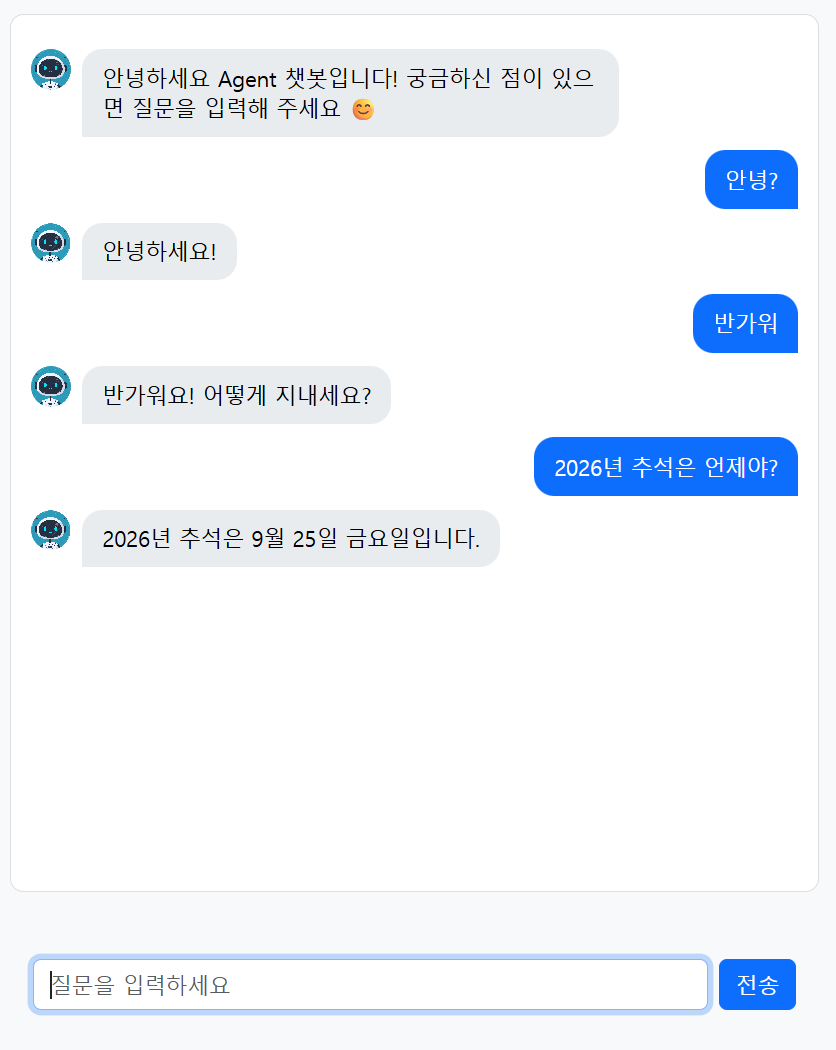 안녕하세요 Agent 챗봇입니다! 궁금하신 점이 있으
면 질문을 입력해 주세요 😊
안녕?
안녕하세요!
반가워
반가워요! 어떻게 지내세요?
2026년 추석은 언제야?
2026년 추석은 9월 25일 금요일입니다.
질문을 입력하세요
전송